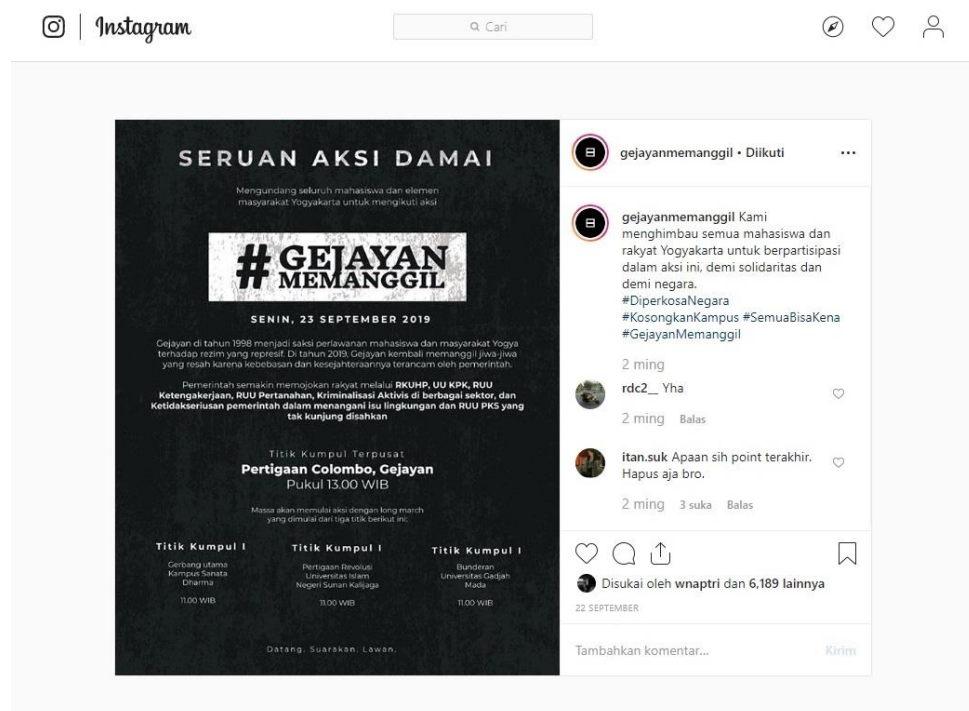 Instagram
Cari
SERUAN AKSI DAMAI
Mengundang seluruh mahasiswa dan elemen
masyarakat Yogyakarta untuk mengikuti aksi
# GEJAYAN
MEMANGGIL
SENIN, 23 SEPTEMBER 2019
Gejayan di tahun 1998 menjadi saksi perlawanan mahasiswa dan masyarakat Yogya
terhadap rezim yang represif. Di tahun 2019, Gejayan kembali memanggil jiwa-jiwa
yang resah karena kebebasan dan kesejahteraannya terancam oleh pemerintah.
Pemerintah semakin memojokan rakyat melalui RKUHP, UU KPK, RUU
Ketengakerjaan, RUU Pertanahan, Kriminalisasi Aktivis di berbagai sektor, dan
Ketidakseriusan pemerintah dalam menangani isu lingkungan dan RUU PKS yang
tak kunjung disahkan
Titik Kumpul Terpusat
Pertigaan Colombo, Gejayan
Pukul 13.00 WIB
Massa akan memulai aksi dengan long march
yang dimulai dari tiga titik berikut ini:
Titik Kumpul I
Gerbang utama
Kampus Sanata
Dharma
11.00 WIB
Titik Kumpul I
Pertigaan Revolusi
Universitas Islam
Negeri Sunan Kalijaga
11.00 WIB
Titik Kumpul I
Bunderan
Universitas Gadjah
Mada
11.00 WIB
Datang. Suarakan. Lawan.
gejayanmemanggil • Diikuti
gejayanmemanggil Kami
menghimbau semua mahasiswa dan
rakyat Yogyakarta untuk berpartisipasi
dalam aksi ini, demi solidaritas dan
demi negara.
#DiperkosaNegara
#KosongkanKampus #SemuaBisaKena
#GejayanMemanggil
2 ming
rdc2__ Yha
2 ming Balas
itan.suk Apaan sih point terakhir.
Hapus aja bro.
2 ming 3 suka Balas
Disukai oleh wnaptri dan 6,189 lainnya
22 SEPTEMBER
Tambahkan komentar... Kirim